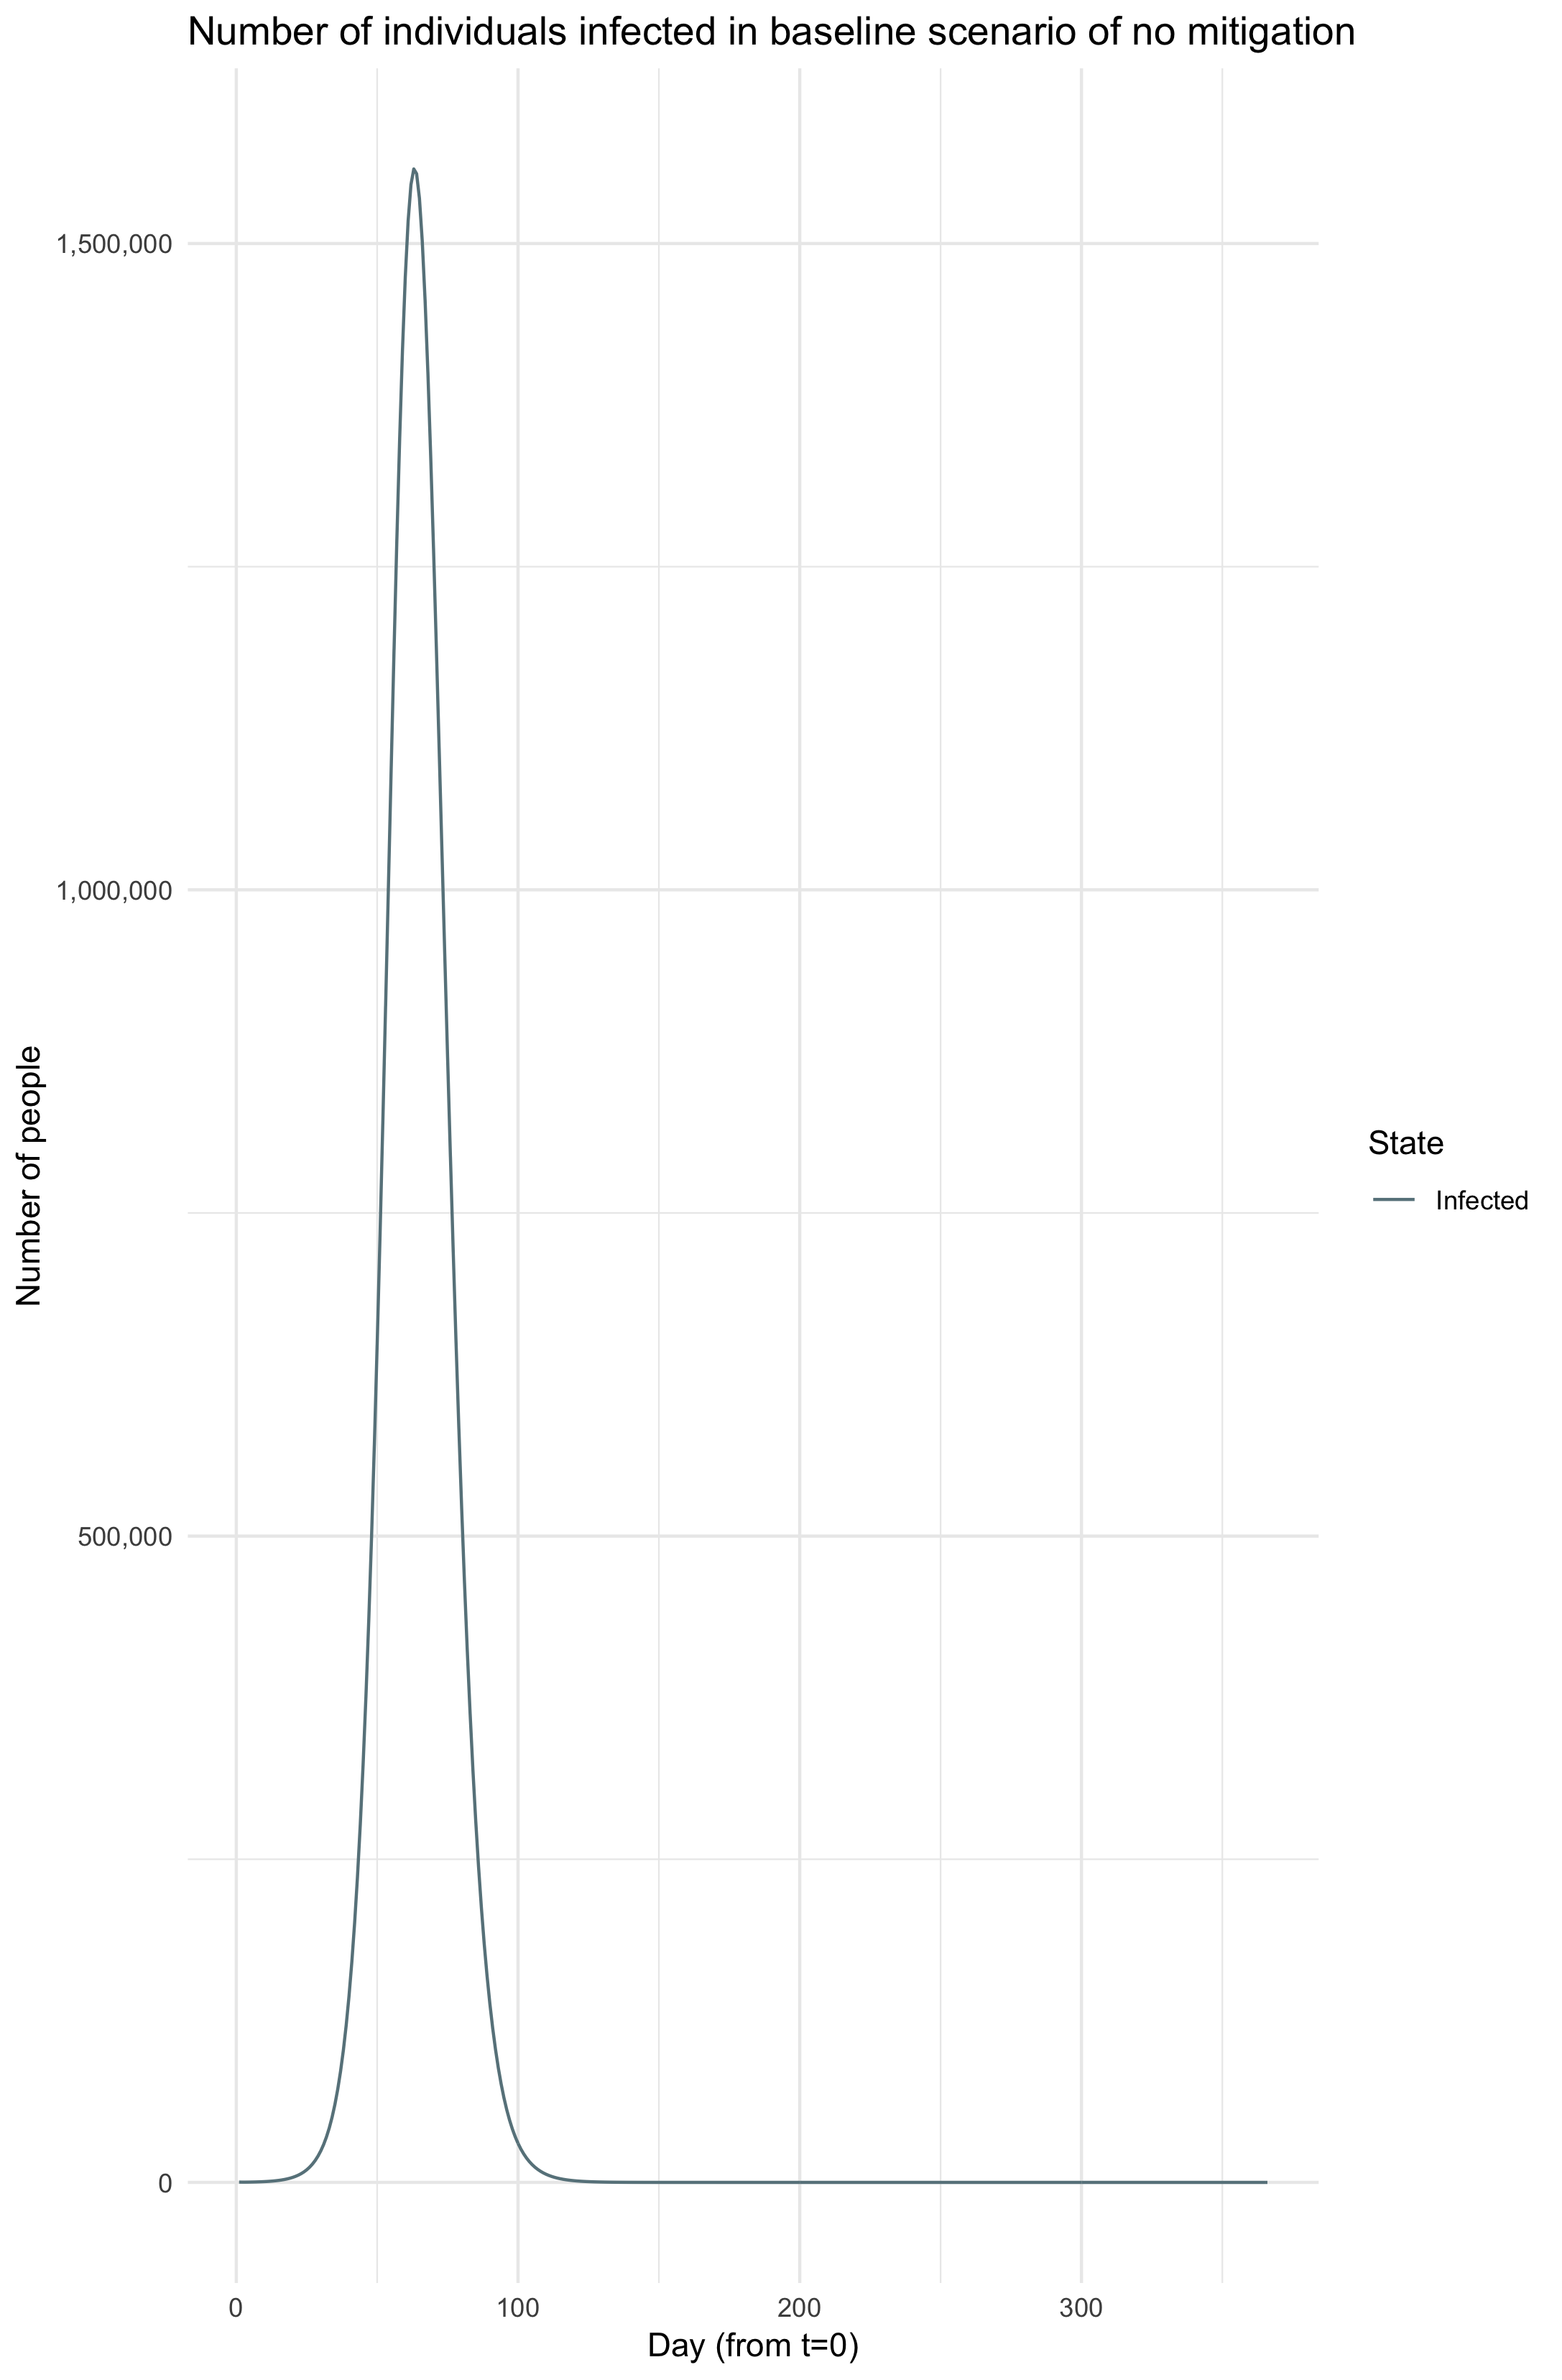 Number of individuals infected in baseline scenario of no mitigation
1,500,000
1,000,000
500,000
0
Number of people
0
100
200
300
Day (from t=0)
State
Infected